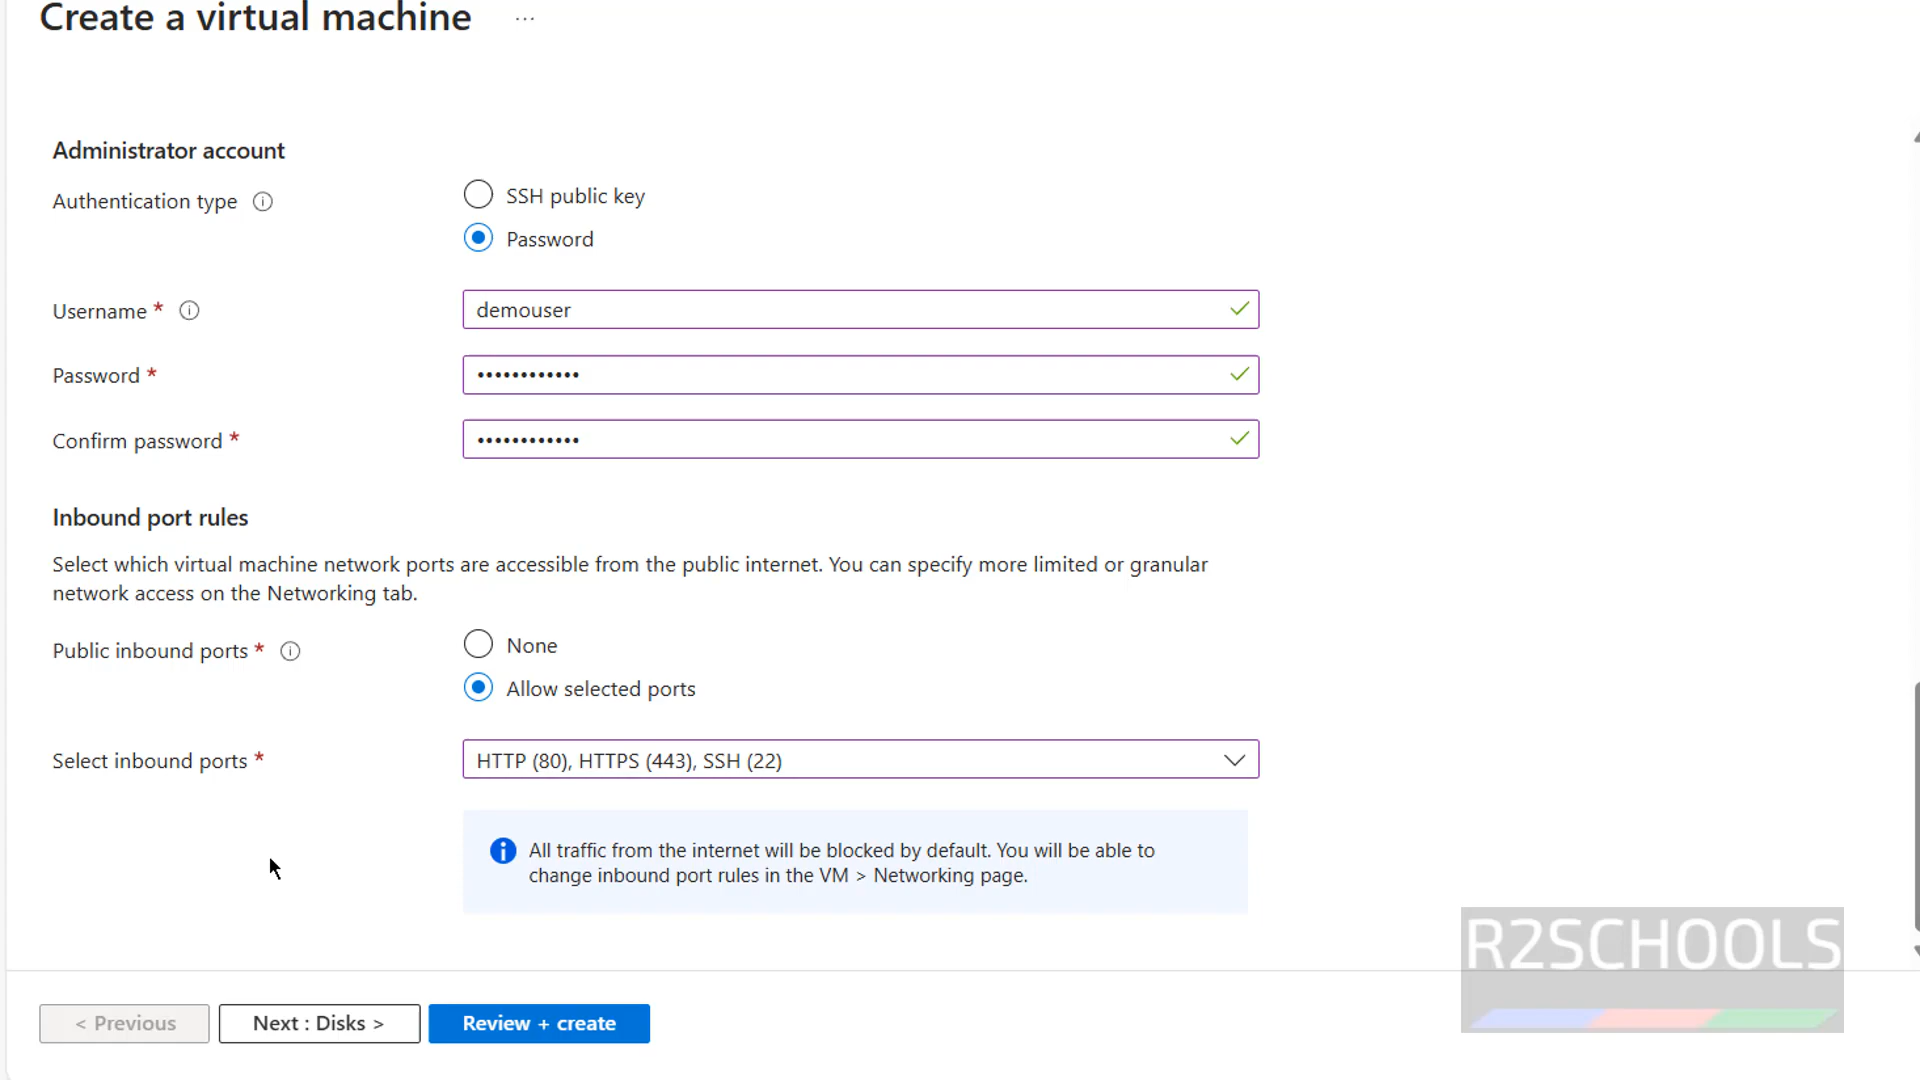 Create a virtual machine ...
Administrator account
Authentication type
SSH public key
Password
Username *
demouser
Password *
••••••••••••
Confirm password *
••••••••••••
Inbound port rules
Select which virtual machine network ports are accessible from the public internet. You can specify more limited or granular
network access on the Networking tab.
Public inbound ports *
None
Allow selected ports
Select inbound ports *
HTTP (80), HTTPS (443), SSH (22)
All traffic from the internet will be blocked by default. You will be able to
change inbound port rules in the VM > Networking page.
R2SCHOOLS
< Previous
Next : Disks >
Review + create